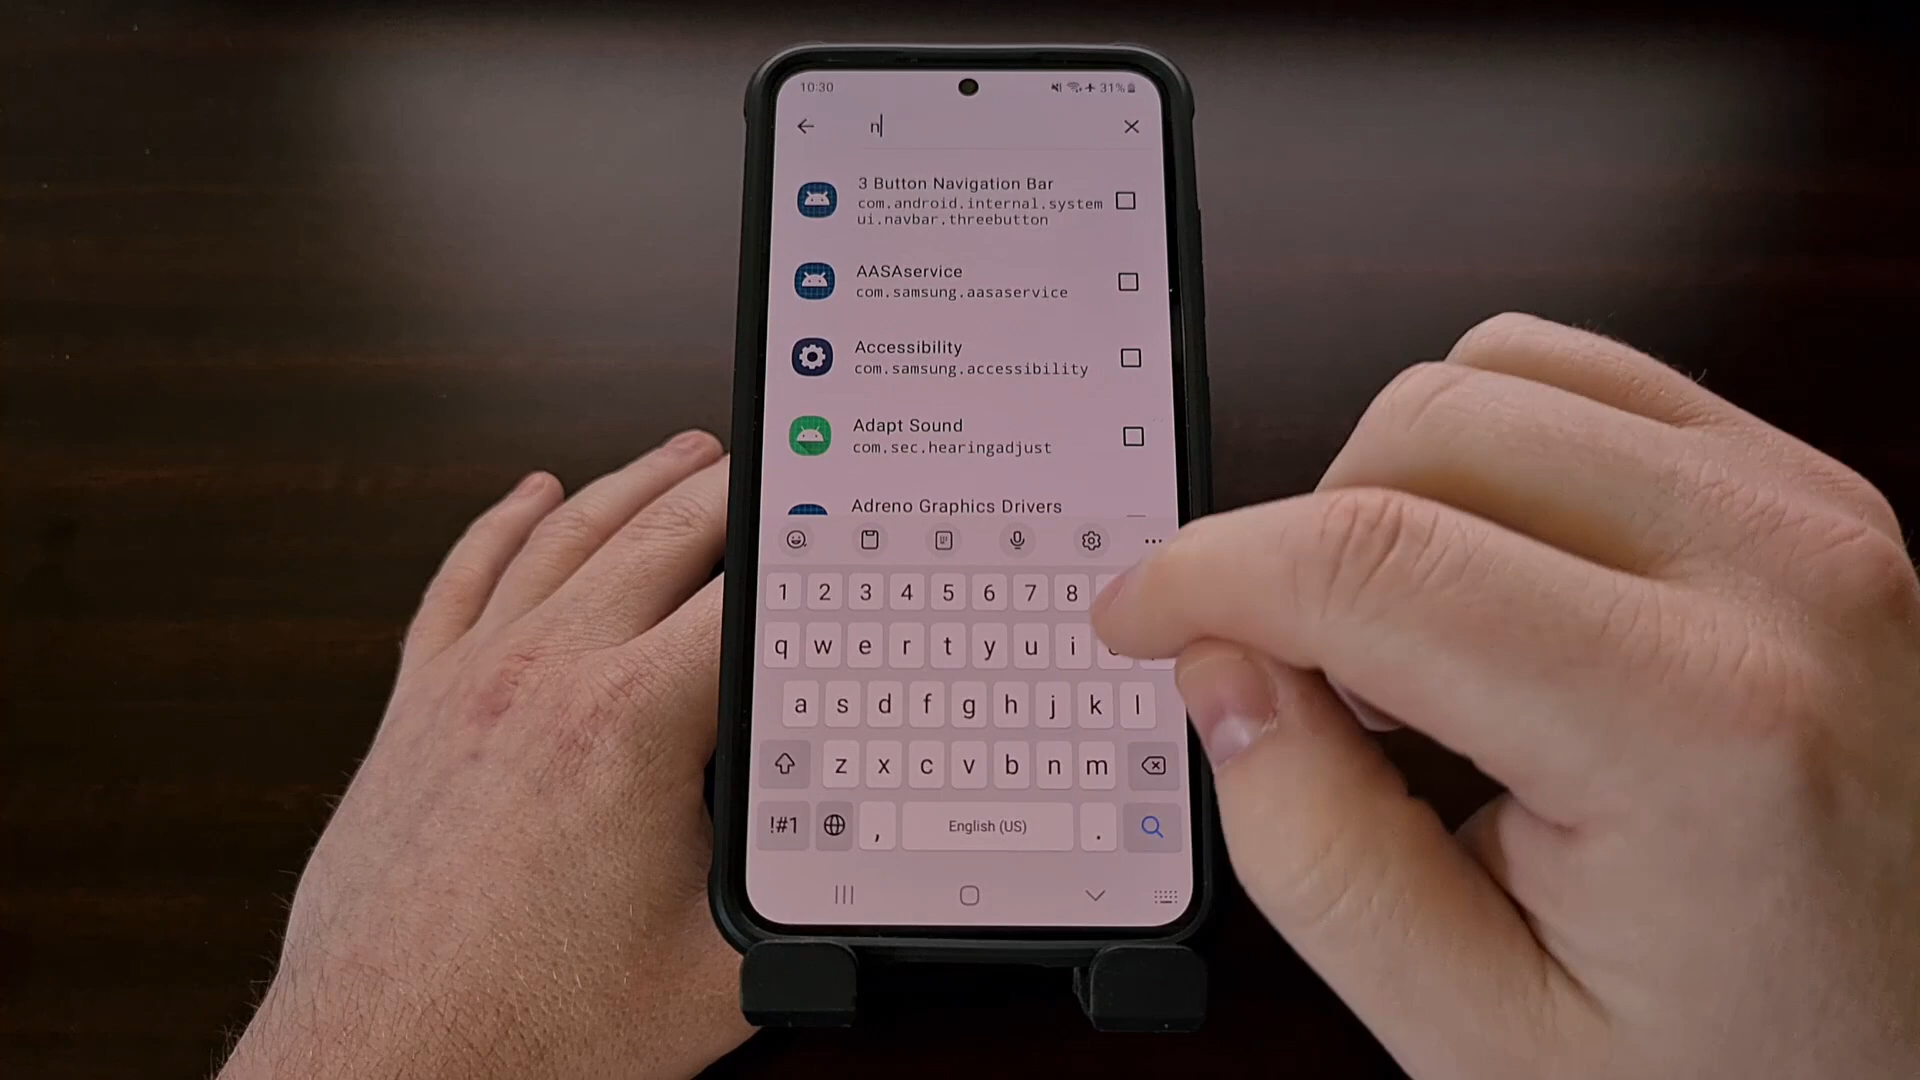 10:30
31%
n
3 Button Navigation Bar
com.android.internal.system
ui.navbar.threebutton
AASAservice
com.samsung.aasaservice
Accessibility
com.samsung.accessibility
Adapt Sound
com.sec.hearingadjust
Adreno Graphics Drivers
1 2 3 4 5 6 7 8
q w e r t y u i
a s d f g h j k l
z x c v b n m
!#1 , English (US) .